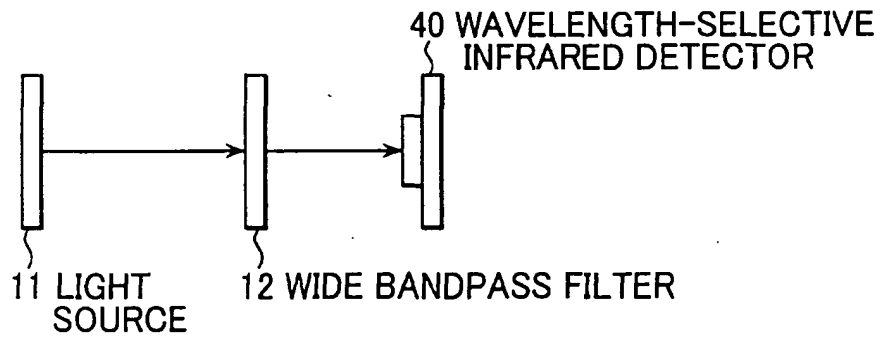 40 WAVELENGTH-SELECTIVE
INFRARED DETECTOR
11 LIGHT
SOURCE
12 WIDE BANDPASS FILTER